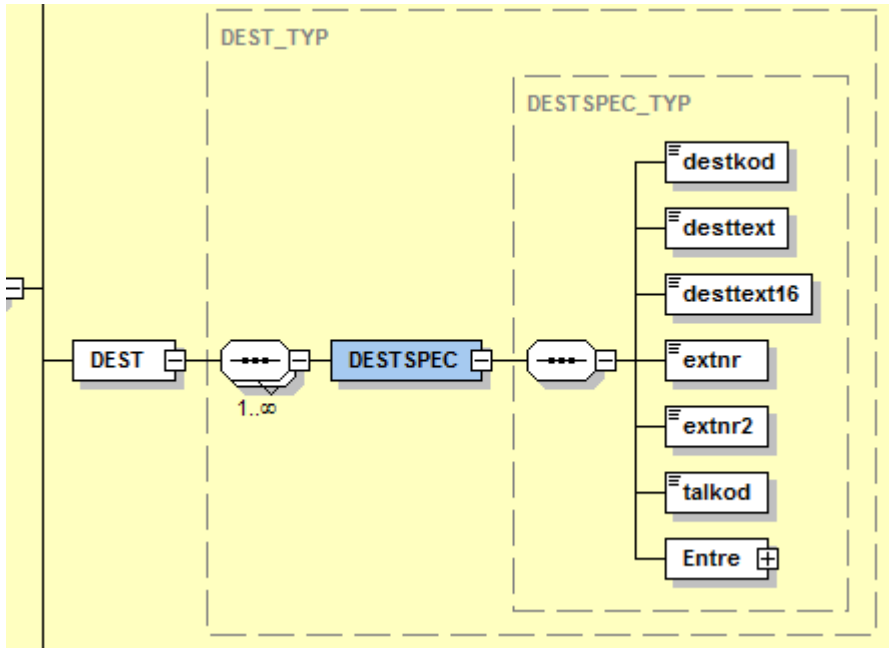 DEST_TYP
DESTSPEC_TYP
destkod
desttext
desttext16
DEST
DESTSPEC
extnr
1..∞
extnr2
talkod
Entre